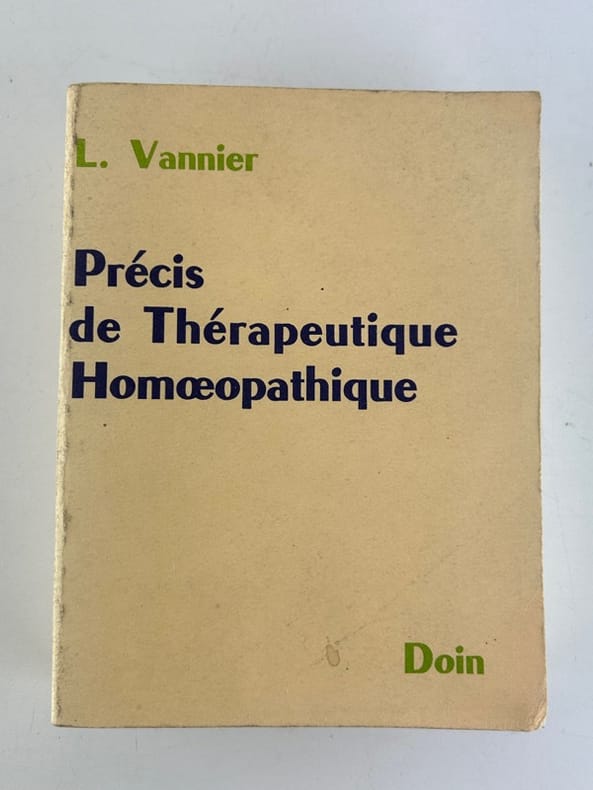 L. Vannier
Précis
de Thérapeutique
Homœopathique
Doin